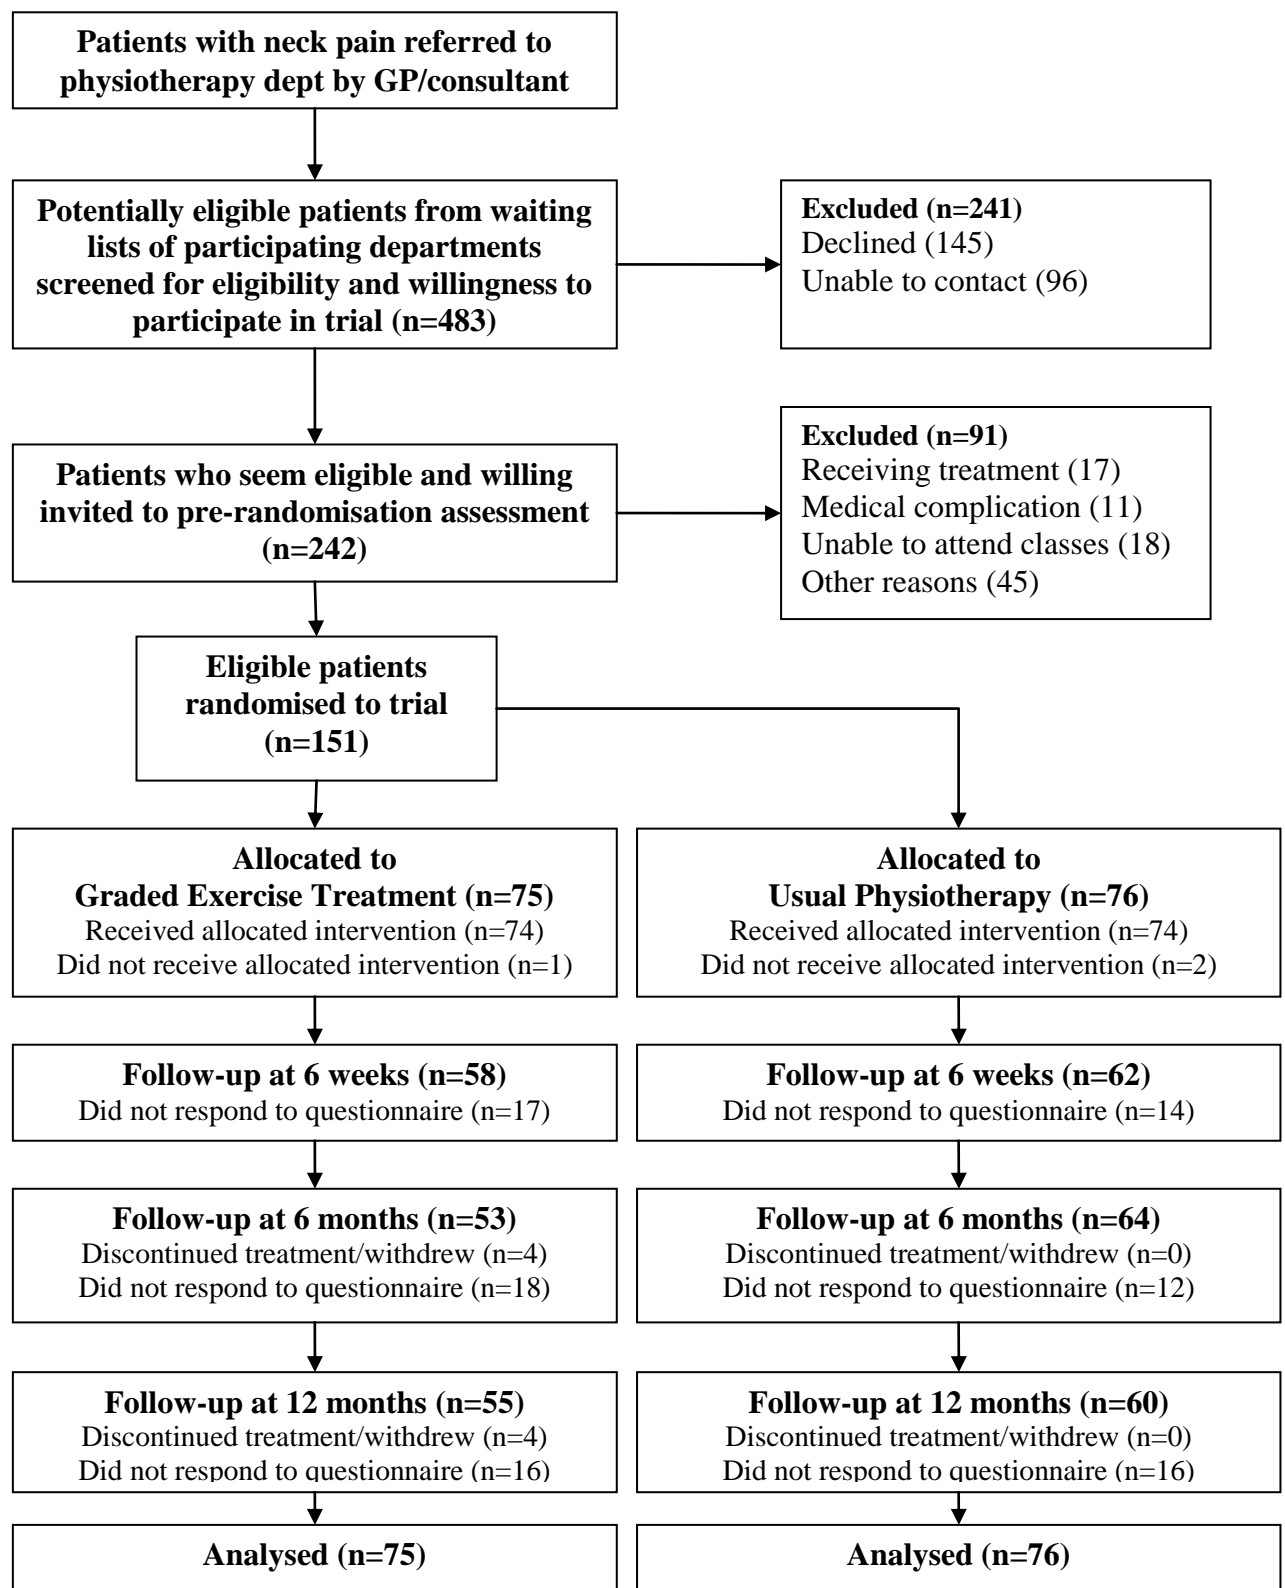 Patients with neck pain referred to
physiotherapy dept by GP/consultant
Potentially eligible patients from waiting
lists of participating departments
screened for eligibility and willingness to
participate in trial (n=483)
Excluded (n=241)
Declined (145)
Unable to contact (96)
Patients who seem eligible and willing
invited to pre-randomisation assessment
(n=242)
Excluded (n=91)
Receiving treatment (17)
Medical complication (11)
Unable to attend classes (18)
Other reasons (45)
Eligible patients
randomised to trial
(n=151)
Allocated to
Graded Exercise Treatment (n=75)
Received allocated intervention (n=74)
Did not receive allocated intervention (n=1)
Allocated to
Usual Physiotherapy (n=76)
Received allocated intervention (n=74)
Did not receive allocated intervention (n=2)
Follow-up at 6 weeks (n=58)
Did not respond to questionnaire (n=17)
Follow-up at 6 weeks (n=62)
Did not respond to questionnaire (n=14)
Follow-up at 6 months (n=53)
Discontinued treatment/withdrew (n=4)
Did not respond to questionnaire (n=18)
Follow-up at 6 months (n=64)
Discontinued treatment/withdrew (n=0)
Did not respond to questionnaire (n=12)
Follow-up at 12 months (n=55)
Discontinued treatment/withdrew (n=4)
Did not respond to questionnaire (n=16)
Follow-up at 12 months (n=60)
Discontinued treatment/withdrew (n=0)
Did not respond to questionnaire (n=16)
Analysed (n=75)
Analysed (n=76)